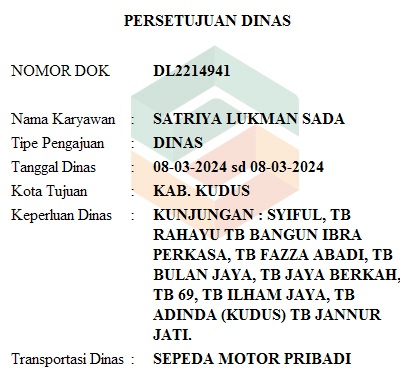 PERSETUJUAN DINAS
NOMOR DOK DL2214941
Nama Karyawan : SATRIYA LUKMAN SADA
Tipe Pengajuan : DINAS
Tanggal Dinas : 08-03-2024 sd 08-03-2024
Kota Tujuan : KAB. KUDUS
Keperluan Dinas : KUNJUNGAN : SYIFUL, TB
RAHAYU TB BANGUN IBRA
PERKASA, TB FAZZA ABADI, TB
BULAN JAYA, TB JAYA BERKAH,
TB 69, TB ILHAM JAYA, TB
ADINDA (KUDUS) TB JANNUR
JATI.
Transportasi Dinas : SEPEDA MOTOR PRIBADI